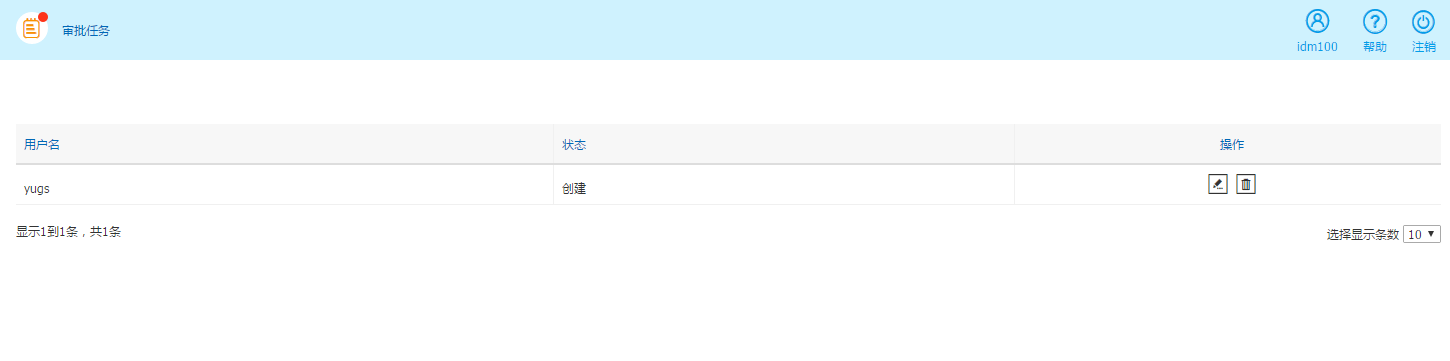 审批任务
idm100
帮助
注销
用户名 状态 操作
yugs 创建
显示1到1条，共1条
选择显示条数 10